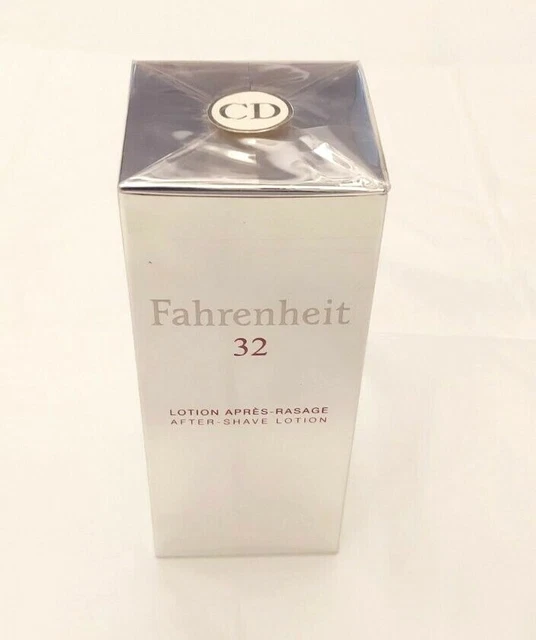 CD
Fahrenheit
32
LOTION APRÈS-RASAGE
AFTER-SHAVE LOTION